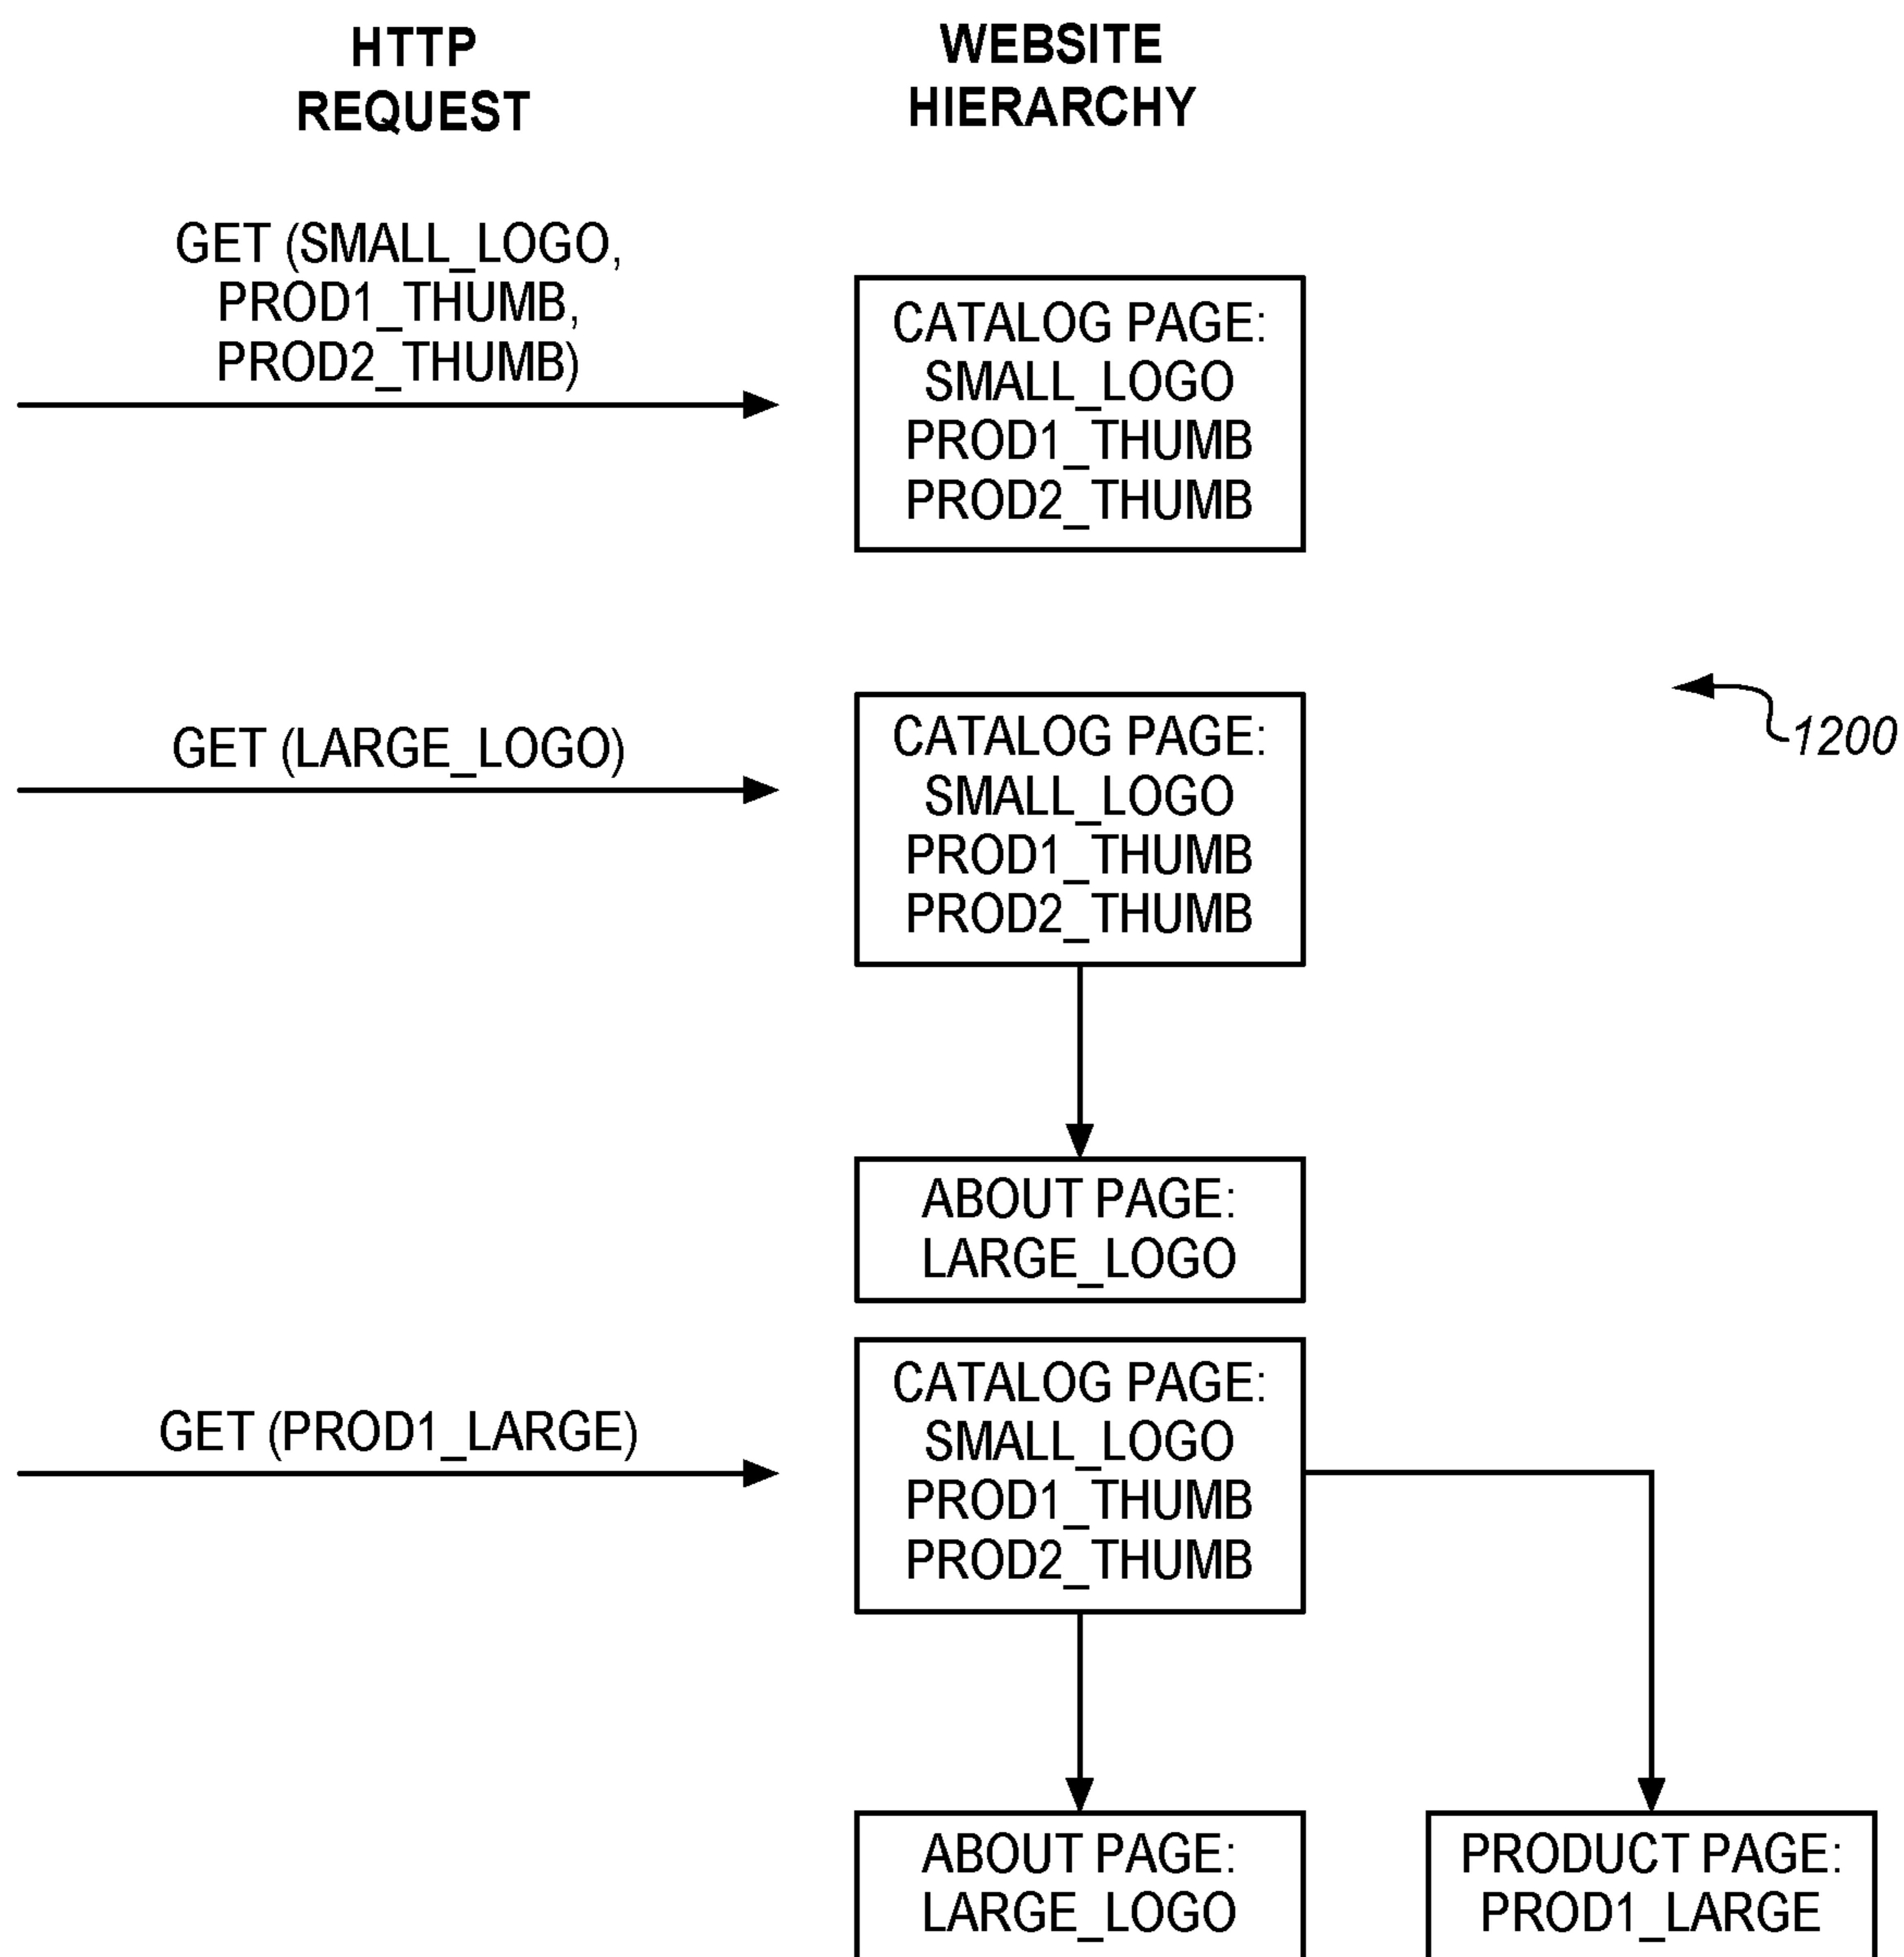 HTTP
REQUEST
WEBSITE
HIERARCHY
GET (SMALL_LOGO,
PROD1_THUMB,
PROD2_THUMB)
CATALOG PAGE:
SMALL_LOGO
PROD1_THUMB
PROD2_THUMB
GET (LARGE_LOGO)
CATALOG PAGE:
SMALL_LOGO
PROD1_THUMB
PROD2_THUMB
1200
ABOUT PAGE:
LARGE_LOGO
GET (PROD1_LARGE)
CATALOG PAGE:
SMALL_LOGO
PROD1_THUMB
PROD2_THUMB
ABOUT PAGE:
LARGE_LOGO
PRODUCT PAGE:
PROD1_LARGE